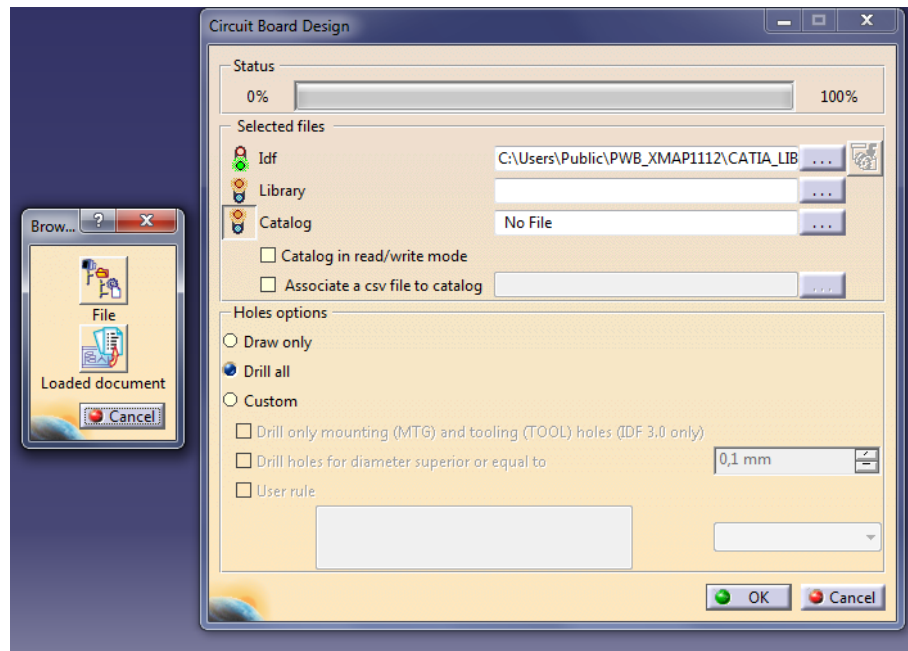 Circuit Board Design
Status
0%
100%
Selected files
Idf
C:\Users\Public\PWB_XMAP1112\CATIA_LIB
...
Library
...
Catalog
No File
...
Catalog in read/write mode
Associate a csv file to catalog
...
Holes options
Draw only
Drill all
Custom
Drill only mounting (MTG) and tooling (TOOL) holes (IDF 3.0 only)
Drill holes for diameter superior or equal to
0,1 mm
User rule
OK
Cancel
Brow...
?
File
Loaded document
Cancel